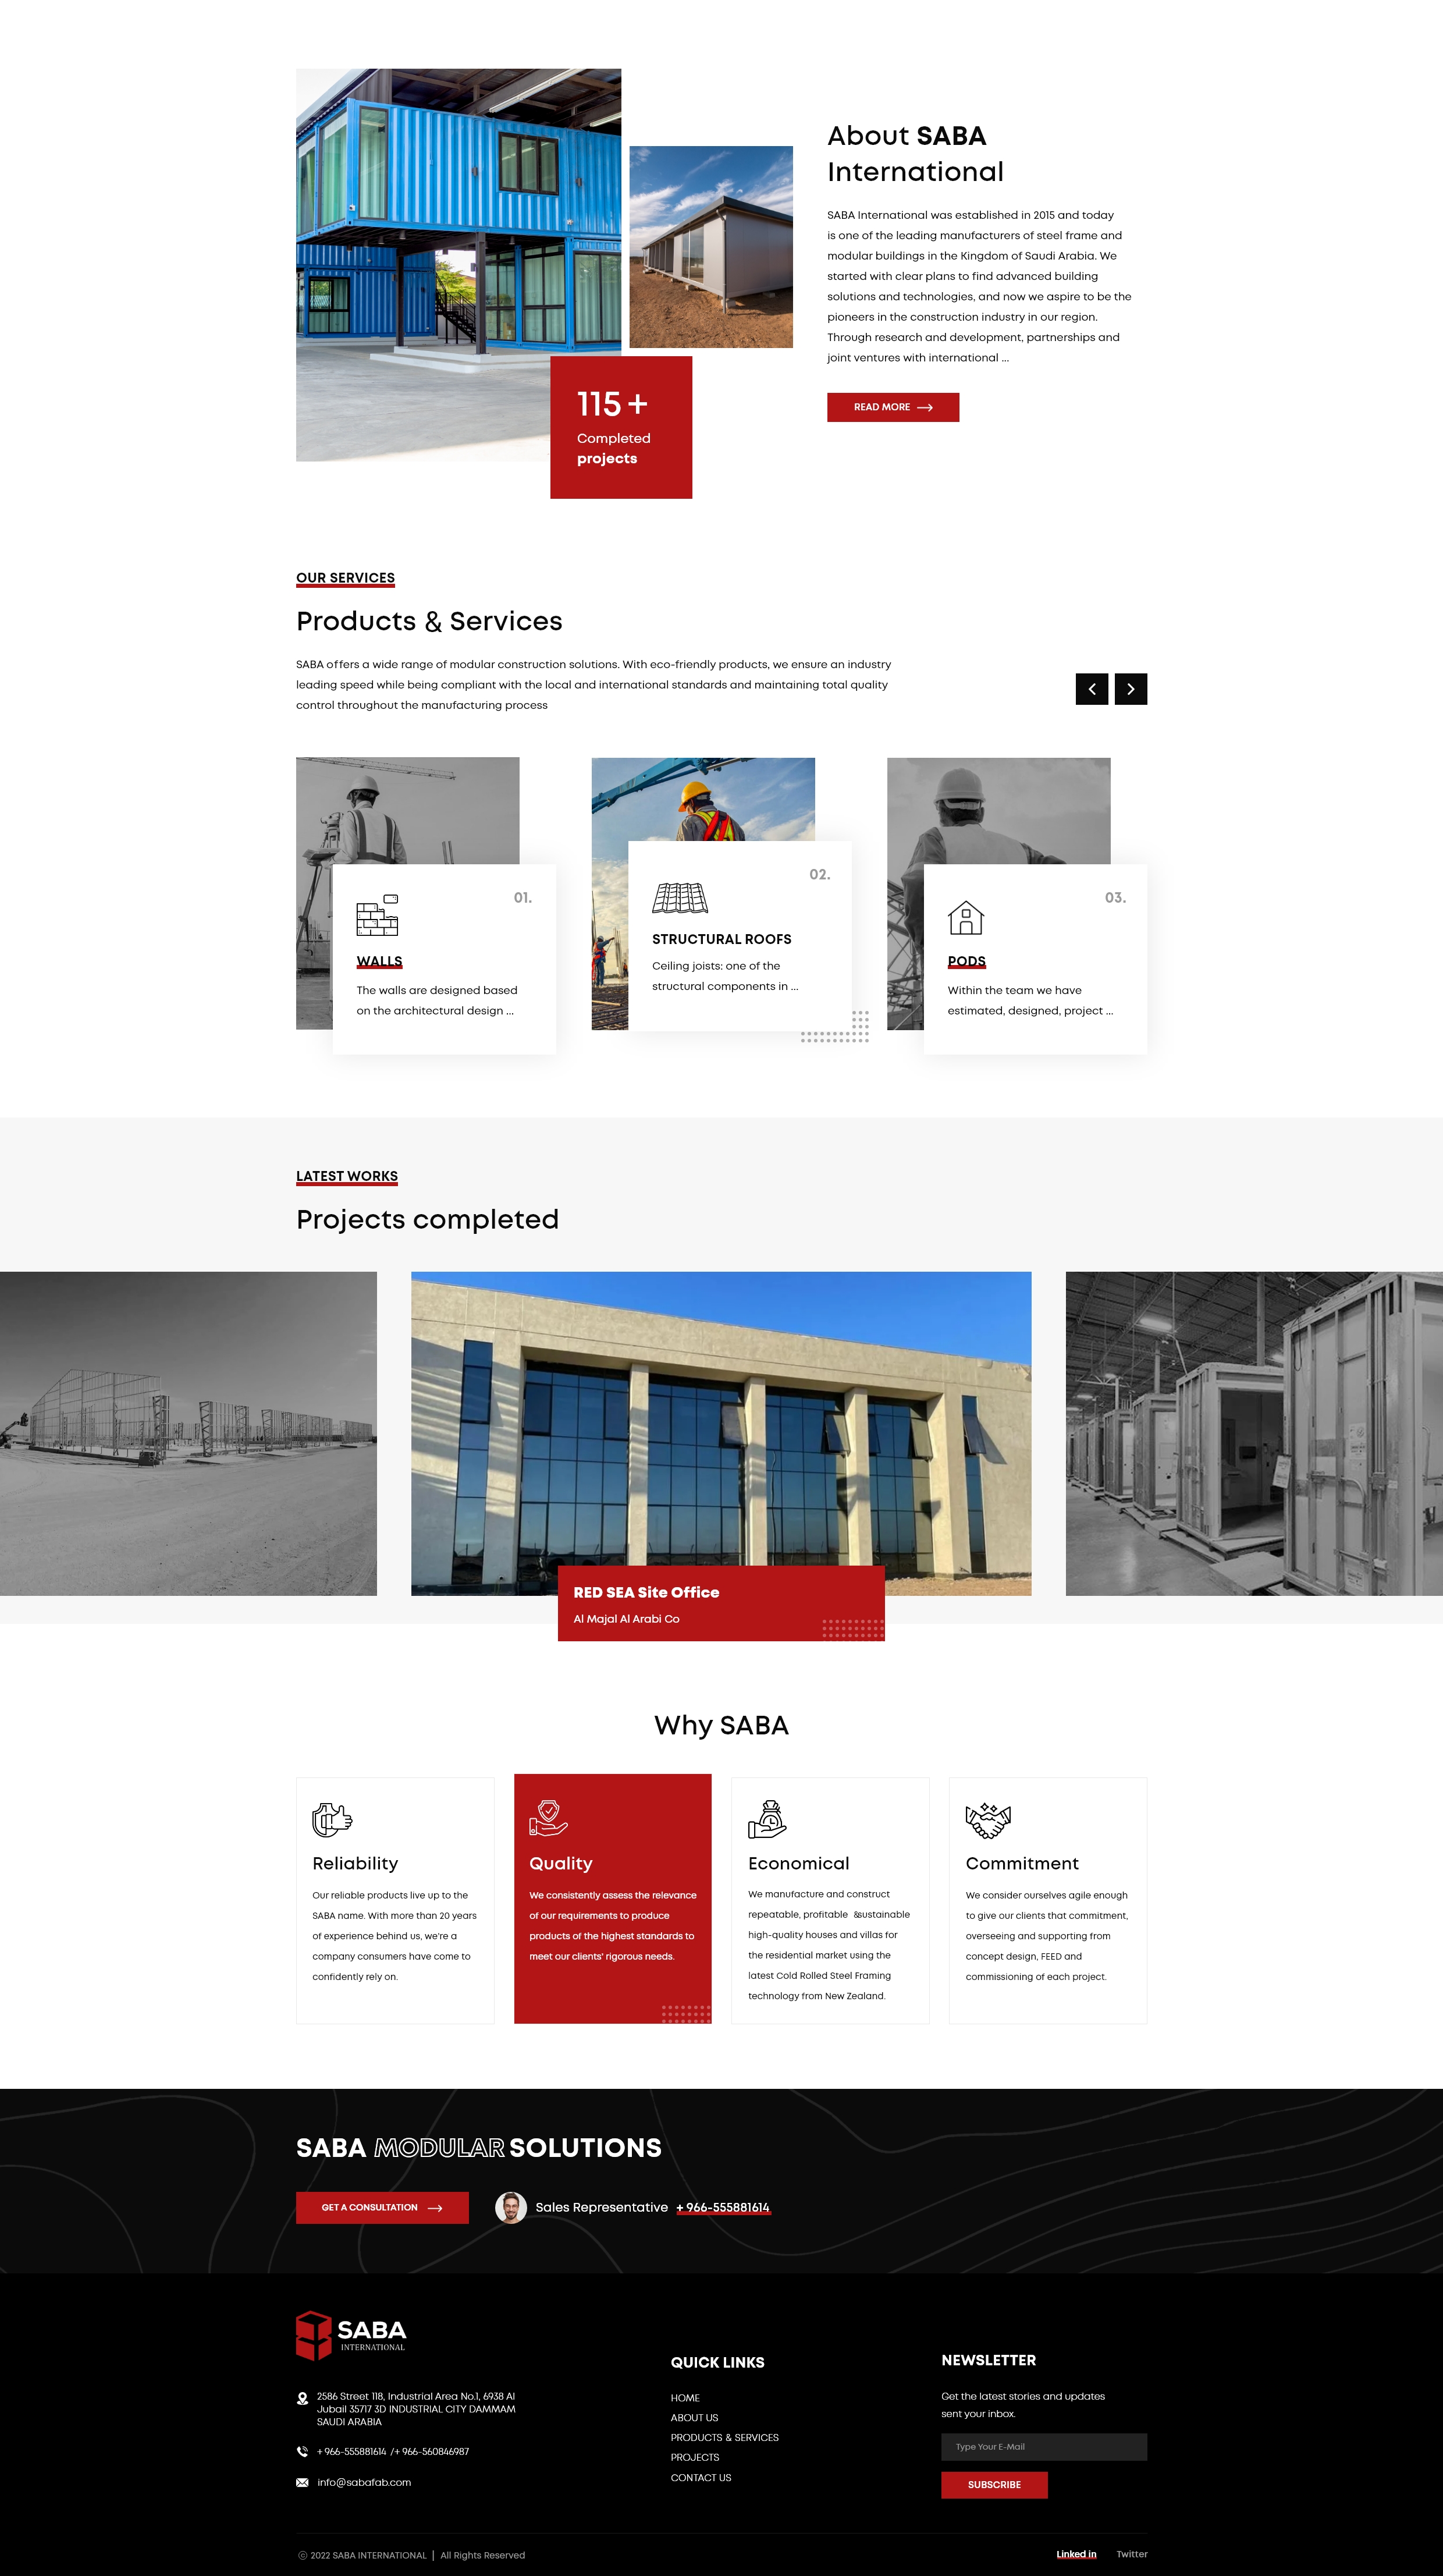 About SABA
International
SABA International was established in 2015 and today
is one of the leading manufacturers of steel frame and
modular buildings in the Kingdom of Saudi Arabia. We
started with clear plans to find advanced building
solutions and technologies, and now we aspire to be the
pioneers in the construction industry in our region.
Through research and development, partnerships and
joint ventures with international ...
READ MORE
115 +
Completed
projects
OUR SERVICES
Products & Services
SABA offers a wide range of modular construction solutions. With eco-friendly products, we ensure an industry
leading speed while being compliant with the local and international standards and maintaining total quality
control throughout the manufacturing process
01.
WALLS
The walls are designed based
on the architectural design ...
02.
STRUCTURAL ROOFS
Ceiling joists: one of the
structural components in ...
03.
PODS
Within the team we have
estimated, designed, project ...
LATEST WORKS
Projects completed
RED SEA Site Office
Al Majal Al Arabi Co
Why SABA
Reliability
Our reliable products live up to the
SABA name. With more than 20 years
of experience behind us, we're a
company consumers have come to
confidently rely on.
Quality
We consistently assess the relevance
of our requirements to produce
products of the highest standards to
meet our clients' rigorous needs.
Economical
We manufacture and construct
repeatable, profitable &sustainable
high-quality houses and villas for
the residential market using the
latest Cold Rolled Steel Framing
technology from New Zealand.
Commitment
We consider ourselves agile enough
to give our clients that commitment,
overseeing and supporting from
concept design, FEED and
commissioning of each project.
SABA MODULAR SOLUTIONS
GET A CONSULTATION
Sales Representative + 966-555881614
SABA
INTERNATIONAL
2586 Street 118, Industrial Area No.1, 6938 Al
Jubail 35717 3D INDUSTRIAL CITY DAMMAM
SAUDI ARABIA
+ 966-555881614 /+ 966-560846987
info@sabafab.com
QUICK LINKS
HOME
ABOUT US
PRODUCTS & SERVICES
PROJECTS
CONTACT US
NEWSLETTER
Get the latest stories and updates
sent your inbox.
Type Your E-Mail
SUBSCRIBE
© 2022 SABA INTERNATIONAL | All Rights Reserved
Linked in Twitter